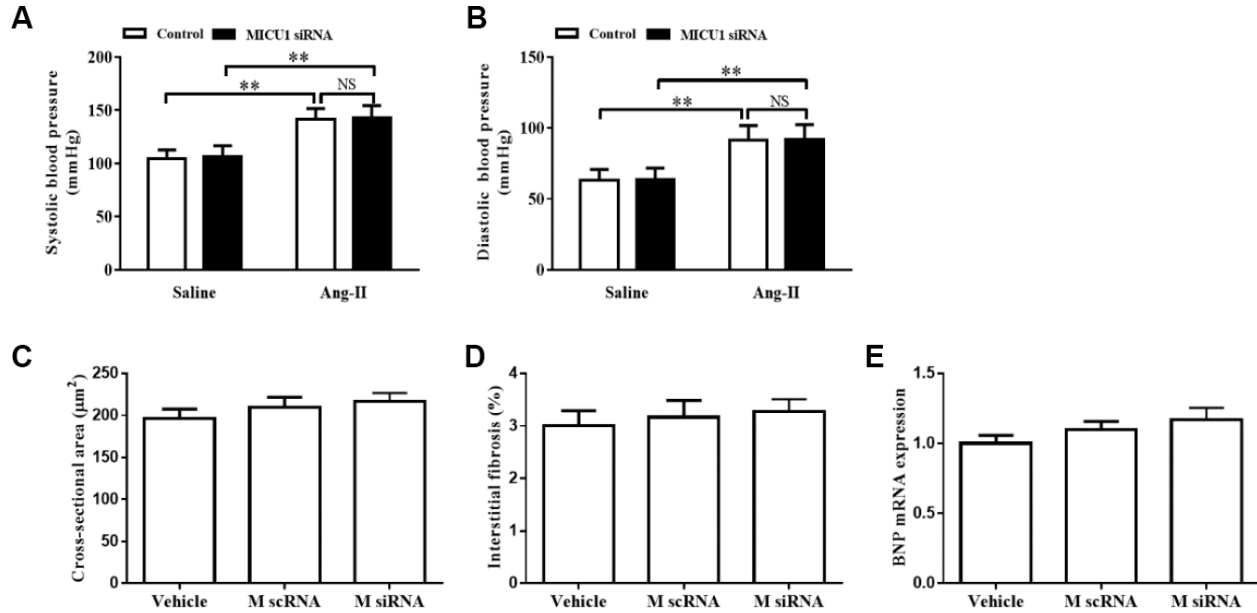 A
Control
MICU1 siRNA
Systolic blood pressure
(mmHg)
200
150
100
50
0
**
**
NS
Saline
Ang-II
B
Control
MICU1 siRNA
Diastolic blood pressure
(mmHg)
150
100
50
0
**
**
NS
Saline
Ang-II
C
Cross-sectional area (μm²)
250
200
150
100
50
0
Vehicle
M scRNA
M siRNA
D
Interstitial fibrosis (%)
4
3
2
1
0
Vehicle
M scRNA
M siRNA
E
BNP mRNA expression
1.5
1.0
0.5
0.0
Vehicle
M scRNA
M siRNA